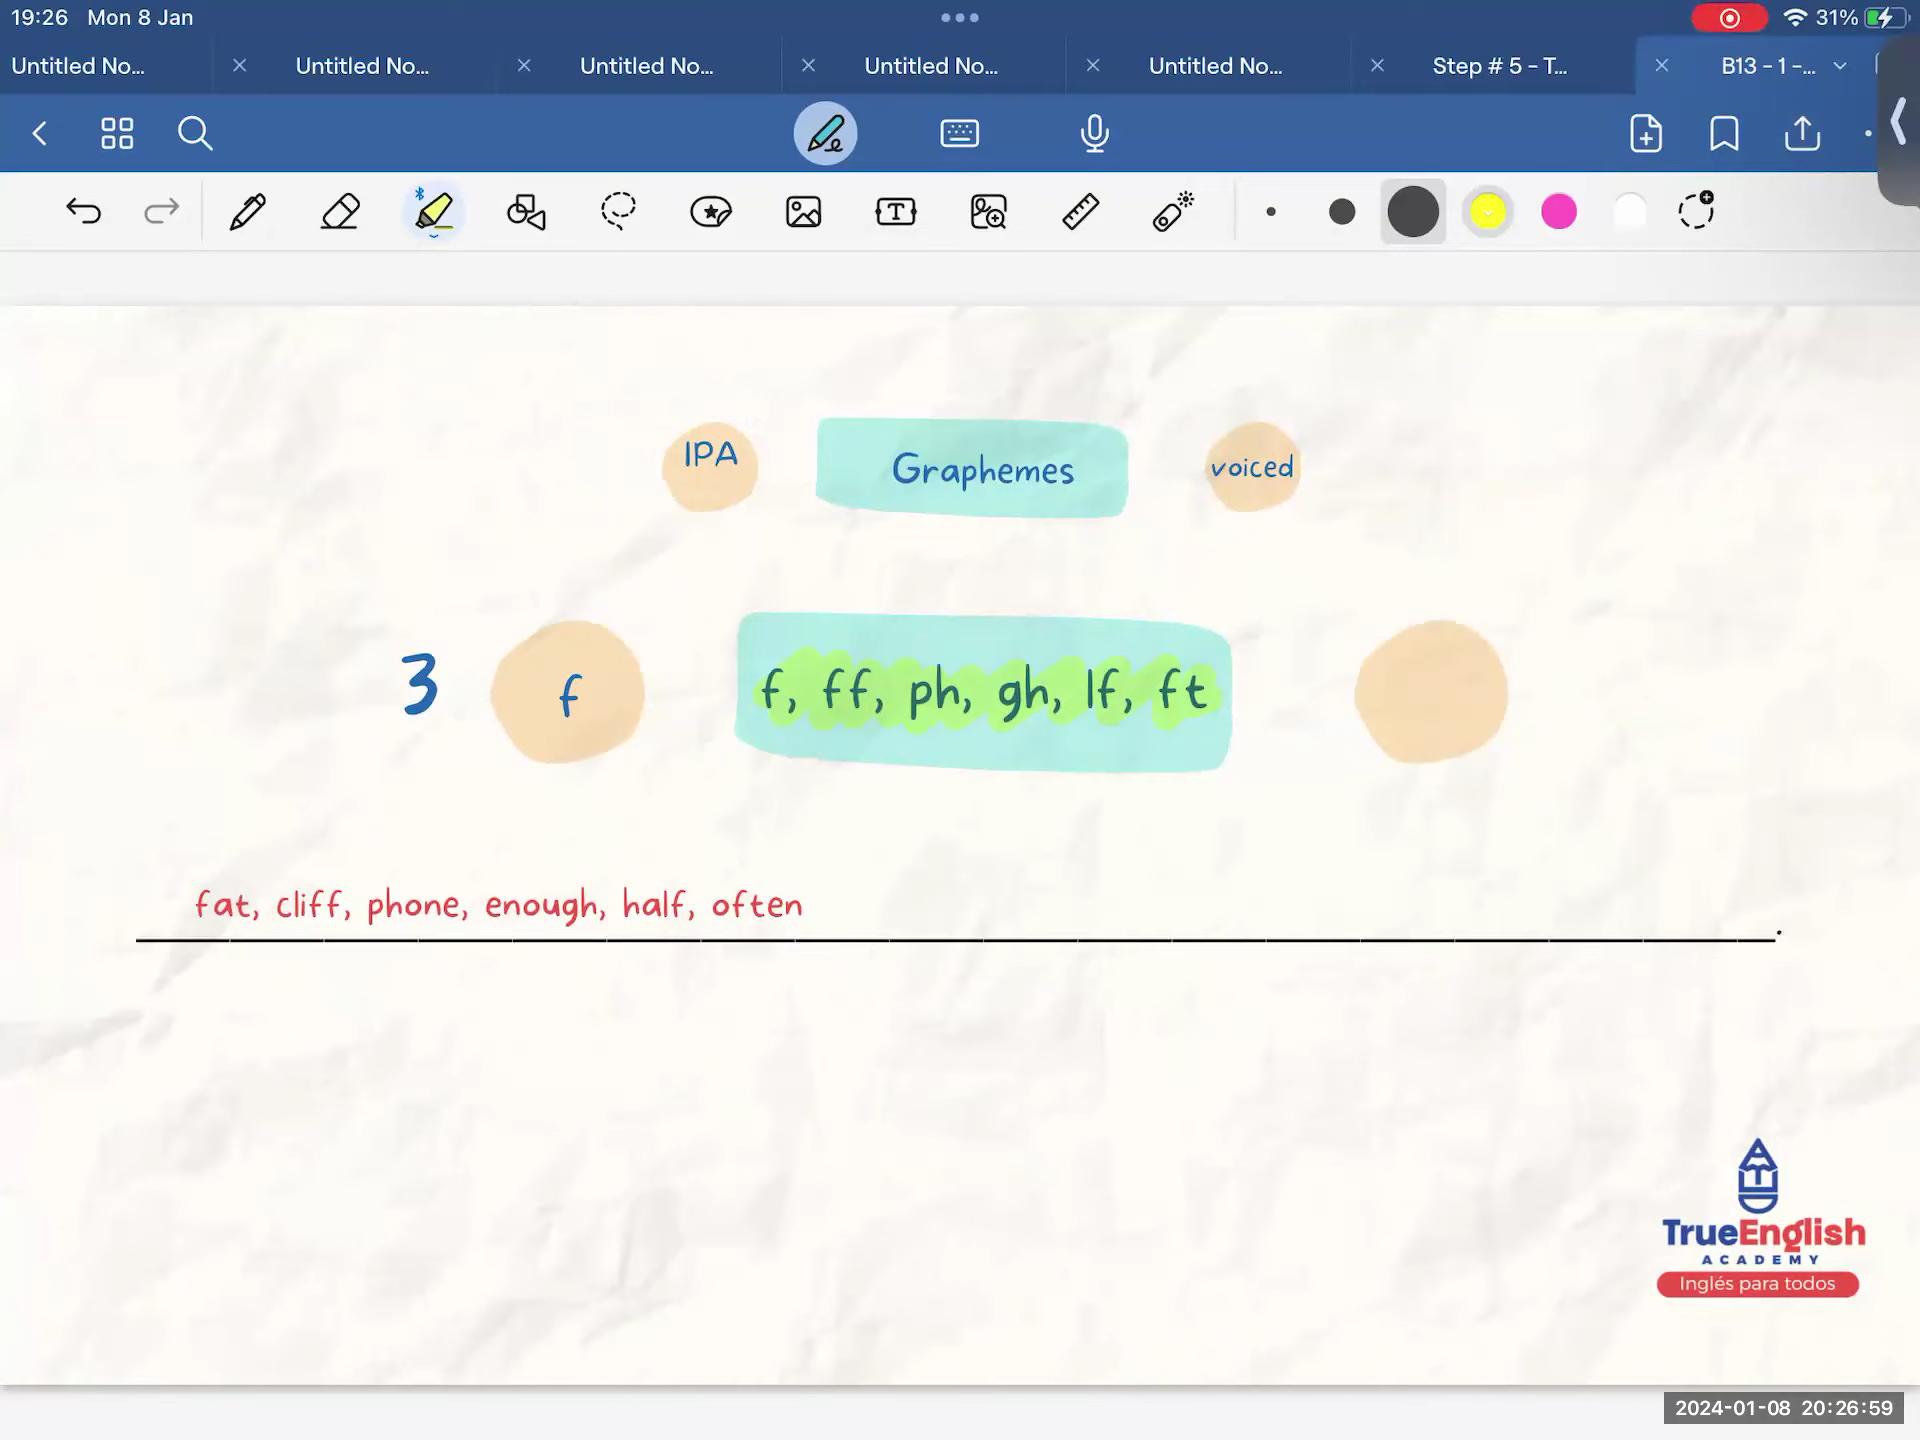 19:26 Mon 8 Jan
31%
Untitled No...
Untitled No...
Untitled No...
Untitled No...
Untitled No...
Step # 5 - T...
B13 - 1 -...
IPA
Graphemes
voiced
3
f
f, ff, ph, gh, lf, ft
fat, cliff, phone, enough, half, often
.
TrueEnglish
ACADEMY
Inglés para todos
2024-01-08 20:26:59